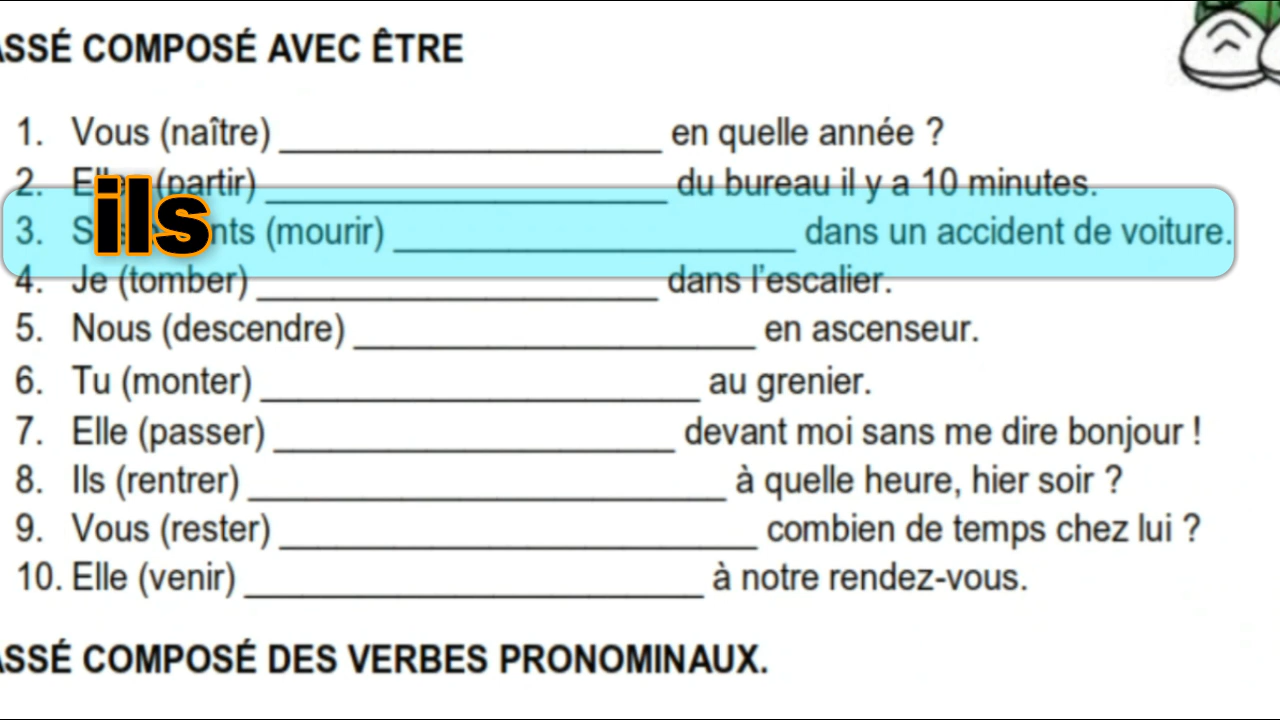 ASSÉ COMPOSÉ AVEC ÊTRE
1. Vous (naître) ____________________ en quelle année ?
2. (partir) ____________________ du bureau il y a 10 minutes.
ils
3. (mourir) ____________________ dans un accident de voiture.
4. Je (tomber) ____________________ dans l'escalier.
5. Nous (descendre) ____________________ en ascenseur.
6. Tu (monter) ____________________ au grenier.
7. Elle (passer) ____________________ devant moi sans me dire bonjour !
8. Ils (rentrer) ____________________ à quelle heure, hier soir ?
9. Vous (rester) ____________________ combien de temps chez lui ?
10. Elle (venir) ____________________ à notre rendez-vous.
ASSÉ COMPOSÉ DES VERBES PRONOMINAUX.